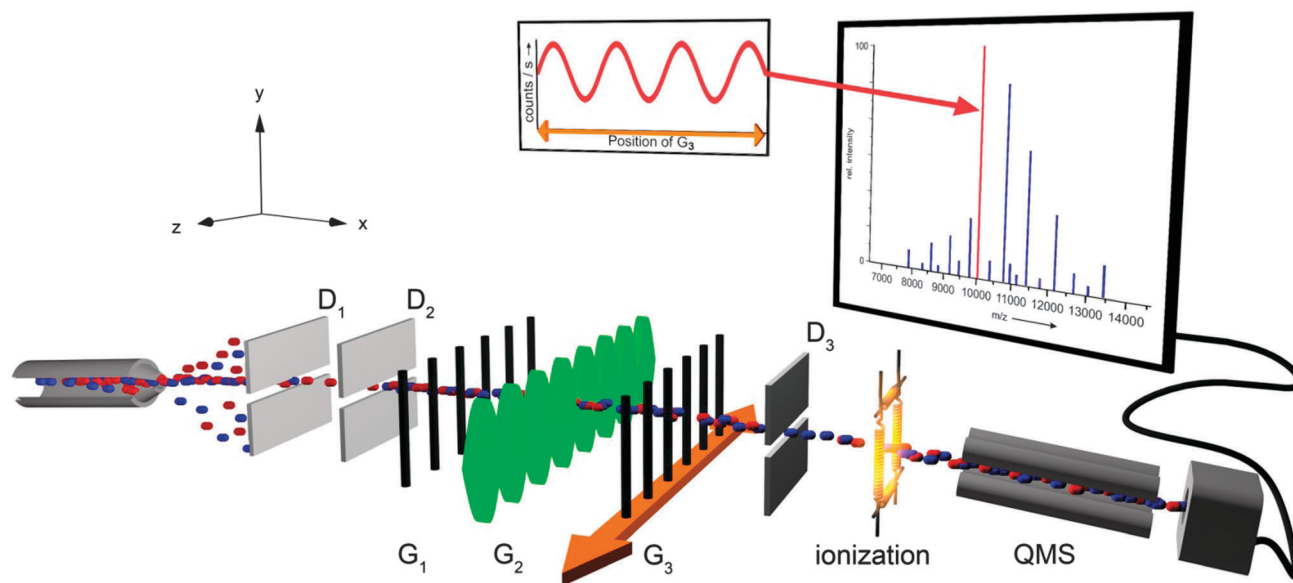 counts / s →
Position of G₃
100
rel. intensity
0
7000
8000
9000
10000
11000
12000
13000
14000
m/z
y
z
x
D₁
D₂
D₃
G₁
G₂
G₃
ionization
QMS